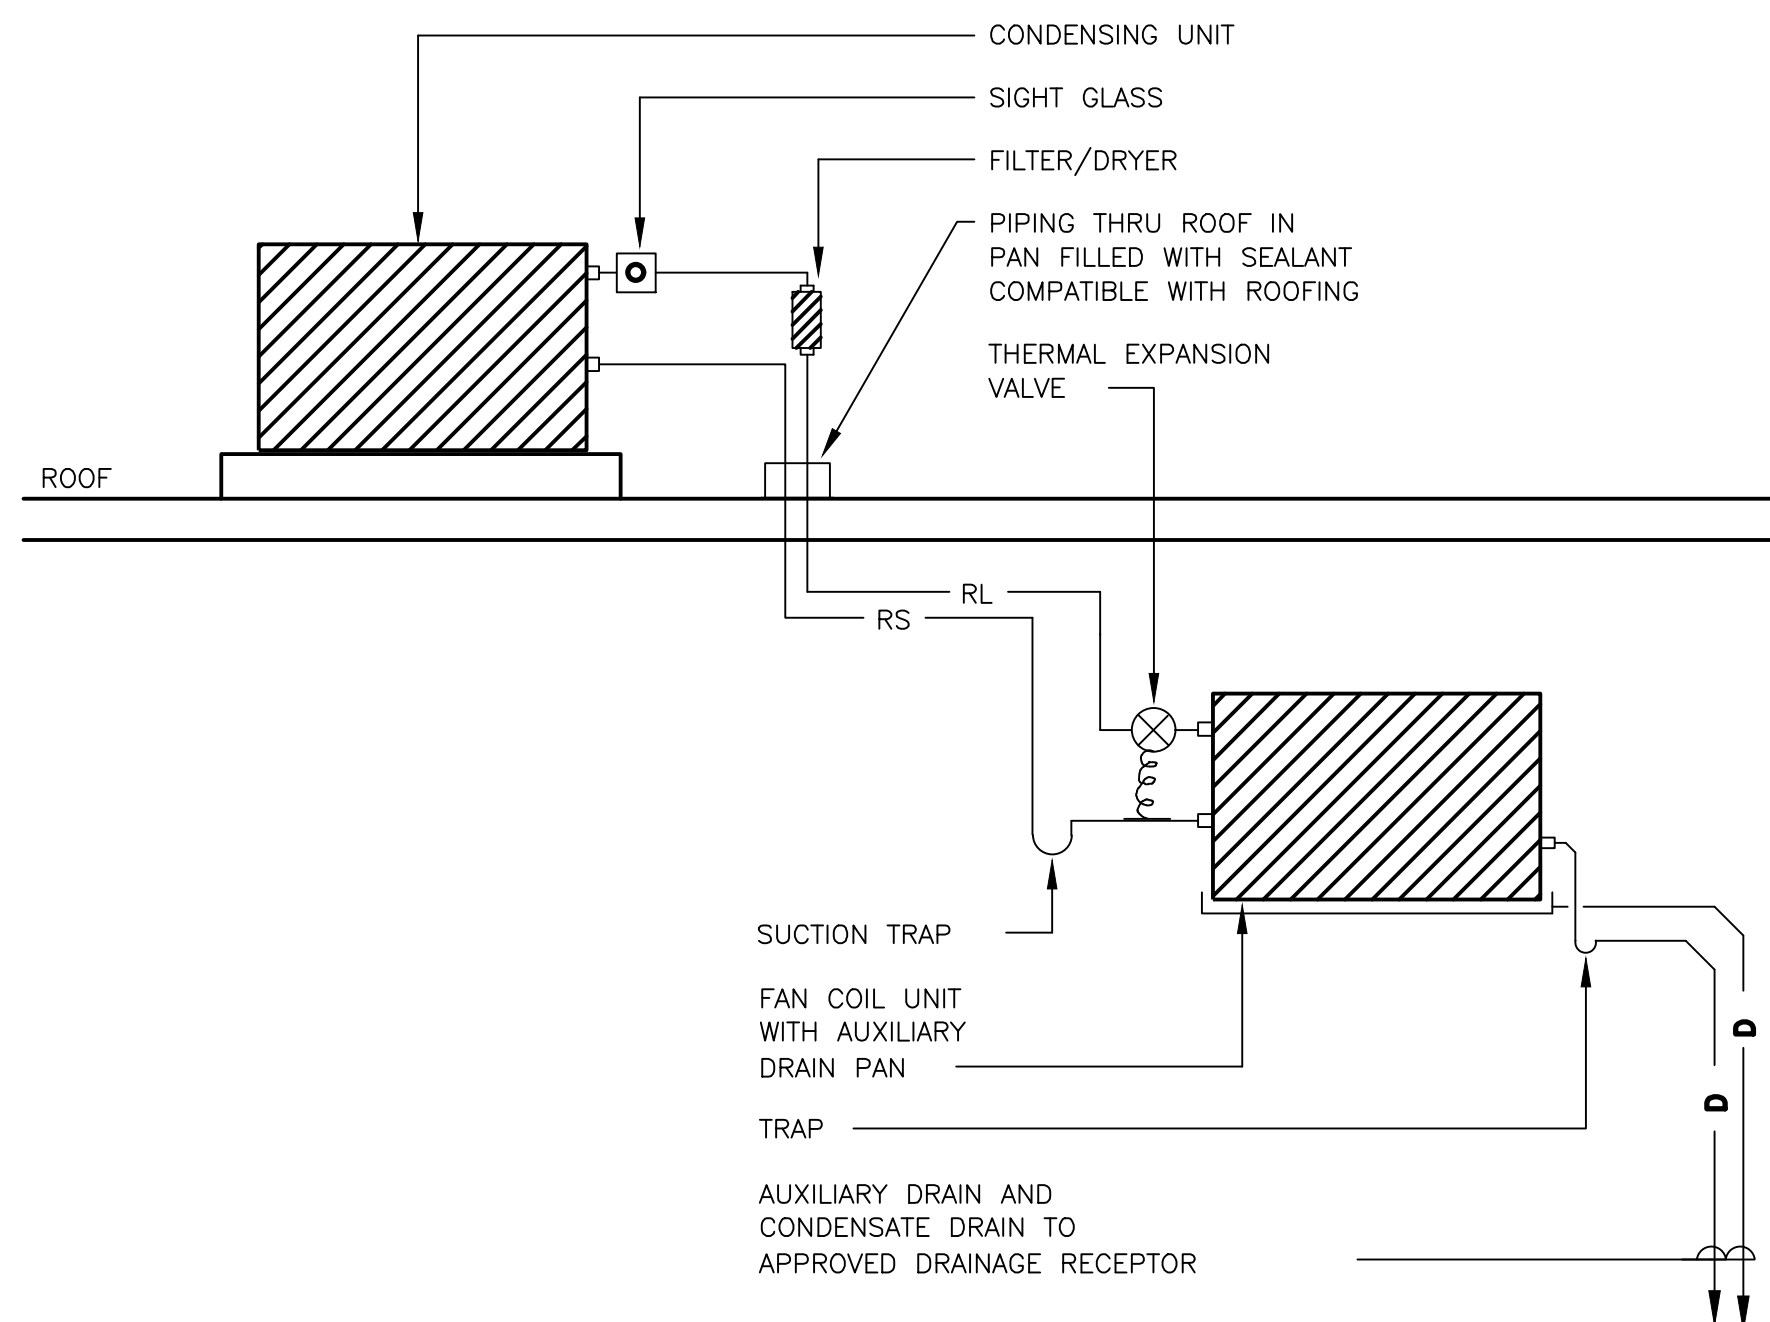 CONDENSING UNIT
SIGHT GLASS
FILTER/DRYER
PIPING THRU ROOF IN
PAN FILLED WITH SEALANT
COMPATIBLE WITH ROOFING
THERMAL EXPANSION
VALVE
ROOF
RL
RS
SUCTION TRAP
FAN COIL UNIT
WITH AUXILIARY
DRAIN PAN
D
D
TRAP
AUXILIARY DRAIN AND
CONDENSATE DRAIN TO
APPROVED DRAINAGE RECEPTOR